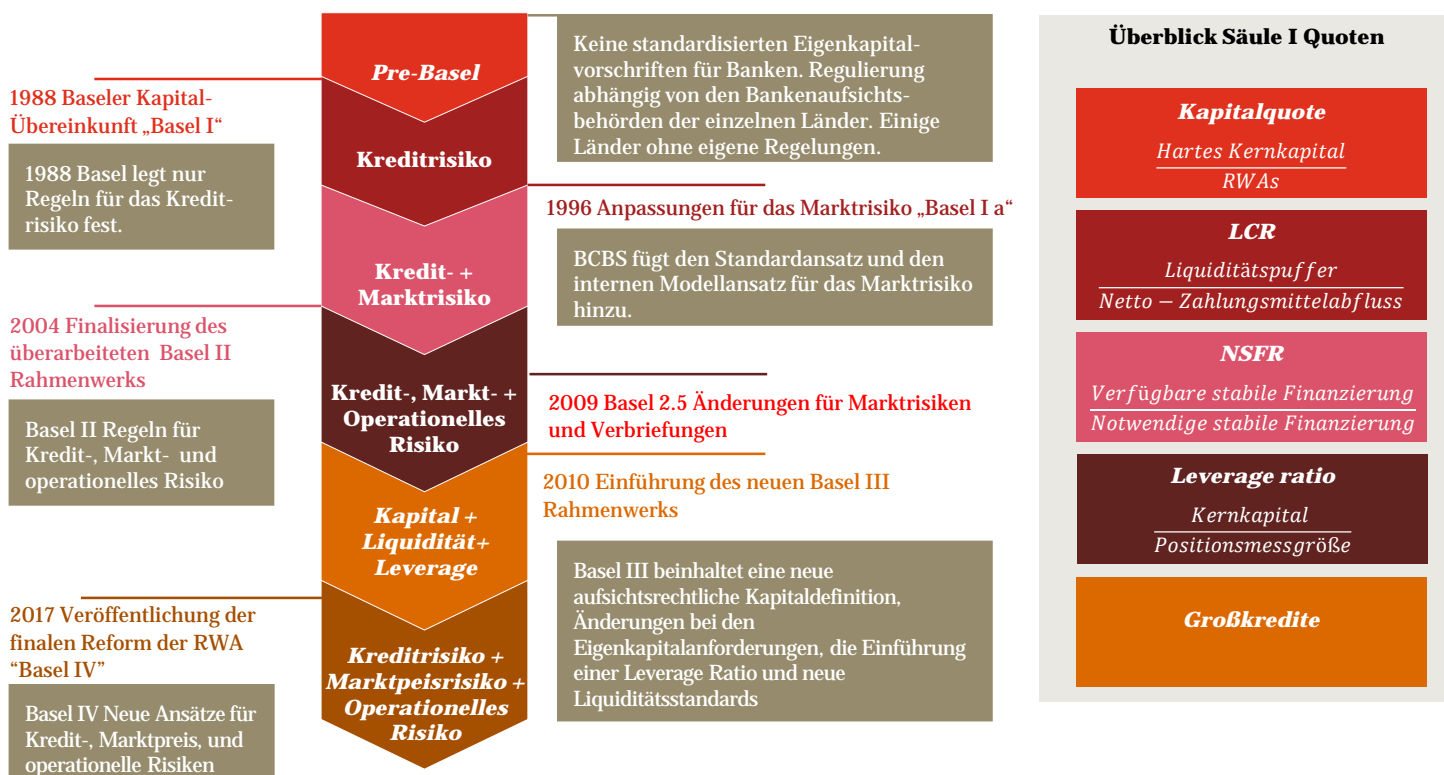 Pre-Basel
Keine standardisierten Eigenkapital-
vorschriften für Banken. Regulierung
abhängig von den Bankenaufsichts-
behörden der einzelnen Länder. Einige
Länder ohne eigene Regelungen.
1988 Baseler Kapital-
Übereinkunft „Basel I“
1988 Basel legt nur
Regeln für das Kredit-
risiko fest.
Kreditrisiko
1996 Anpassungen für das Marktrisiko „Basel I a“
BCBS fügt den Standardansatz und den
internen Modellansatz für das Marktrisiko
hinzu.
Kredit- +
Marktrisiko
2004 Finalisierung des
überarbeiteten Basel II
Rahmenwerks
Basel II Regeln für
Kredit-, Markt- und
operationelles Risiko
Kredit-, Markt- +
Operationelles
Risiko
2009 Basel 2.5 Änderungen für Marktrisiken
und Verbriefungen
2010 Einführung des neuen Basel III
Rahmenwerks
Kapital +
Liquidität+
Leverage
Basel III beinhaltet eine neue
aufsichtsrechtliche Kapitaldefinition,
Änderungen bei den
Eigenkapitalanforderungen, die Einführung
einer Leverage Ratio und neue
Liquiditätsstandards
2017 Veröffentlichung der
finalen Reform der RWA
“Basel IV”
Basel IV Neue Ansätze für
Kredit-, Marktpreis, und
operationelle Risiken
Kreditrisiko +
Marktpeisrisiko +
Operationelles
Risiko
Überblick Säule I Quoten
Kapitalquote
Hartes Kernkapital
RWAs
LCR
Liquiditätspuffer
Netto − Zahlungsmittelabfluss
NSFR
Verfügbare stabile Finanzierung
Notwendige stabile Finanzierung
Leverage ratio
Kernkapital
Positionsmessgröße
Großkredite